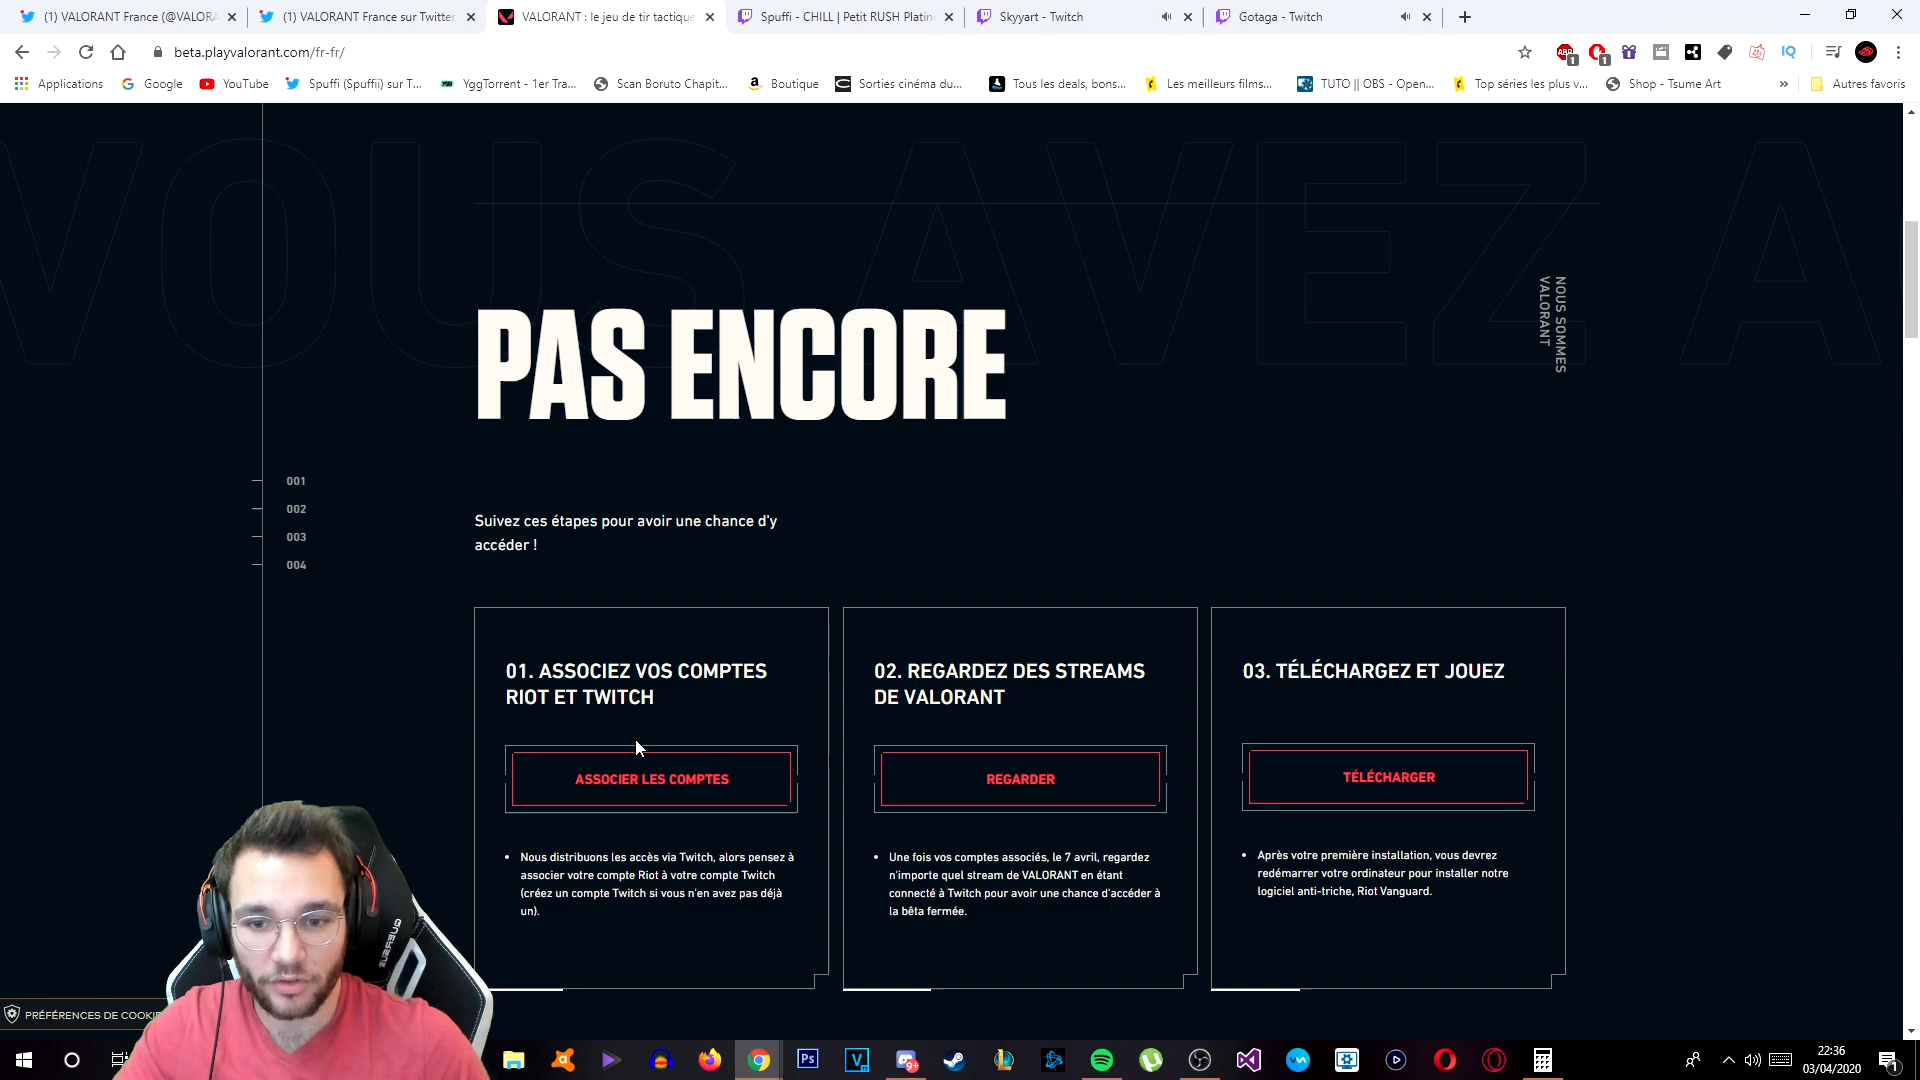 (1) VALORANT France (@VALORA
(1) VALORANT France sur Twitter
VALORANT : le jeu de tir tactique
Spuffi - CHILL | Petit RUSH Platin
Skyyart - Twitch
Gotaga - Twitch
beta.playvalorant.com/fr-fr/
Applications
Google
YouTube
Spuffi (Spuffii) sur T...
YggTorrent - 1er Tra...
Scan Boruto Chapit...
Boutique
Sorties cinéma du...
Tous les deals, bons...
Les meilleurs films...
TUTO || OBS - Open...
Top séries les plus v...
Shop - Tsume Art
Autres favoris
VOUS AVEZ A
NOUS SOMMES
VALORANT
PAS ENCORE
001
002
003
004
Suivez ces étapes pour avoir une chance d'y
accéder !
01. ASSOCIEZ VOS COMPTES
RIOT ET TWITCH
ASSOCIER LES COMPTES
Nous distribuons les accès via Twitch, alors pensez à
associer votre compte Riot à votre compte Twitch
(créez un compte Twitch si vous n'en avez pas déjà
un).
02. REGARDEZ DES STREAMS
DE VALORANT
REGARDER
Une fois vos comptes associés, le 7 avril, regardez
n'importe quel stream de VALORANT en étant
connecté à Twitch pour avoir une chance d'accéder à
la bêta fermée.
03. TÉLÉCHARGEZ ET JOUEZ
TÉLÉCHARGER
Après votre première installation, vous devrez
redémarrer votre ordinateur pour installer notre
logiciel anti-triche, Riot Vanguard.
PRÉFÉRENCES DE COOKIE
22:36
03/04/2020